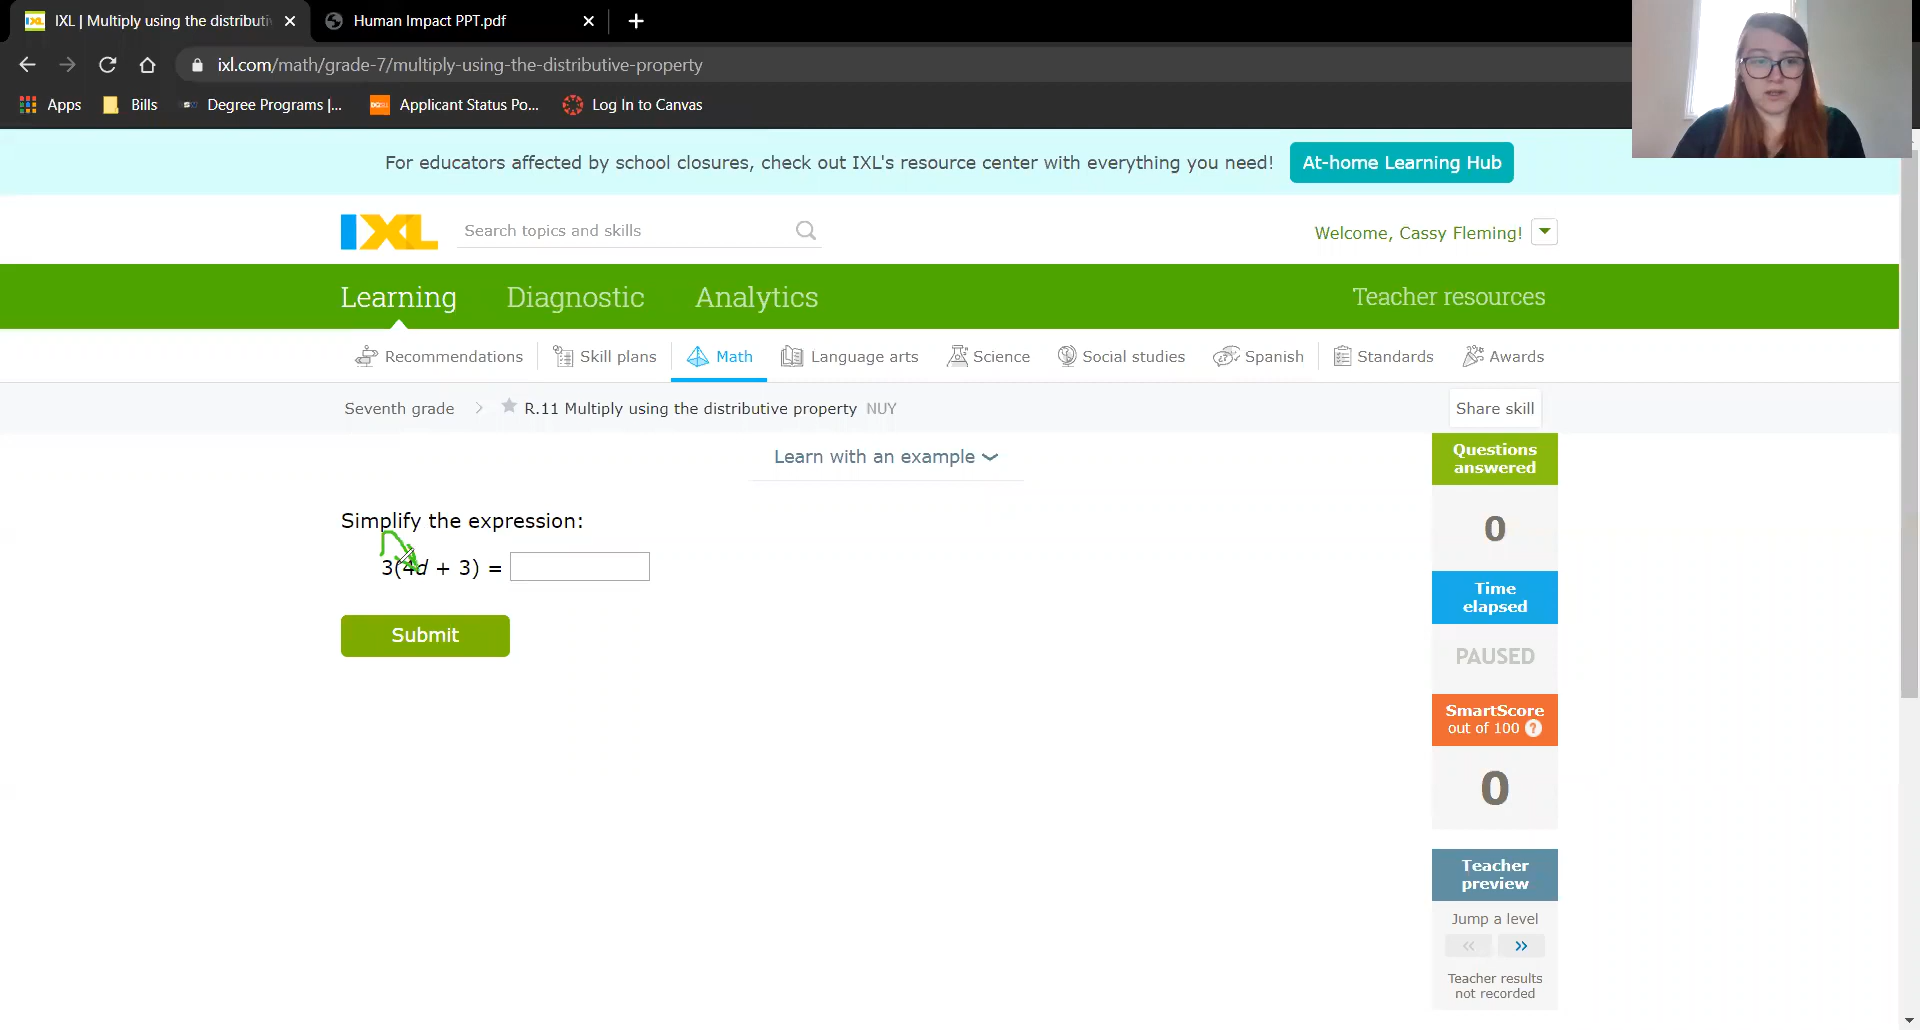 IXL | Multiply using the distributi
Human Impact PPT.pdf
ixl.com/math/grade-7/multiply-using-the-distributive-property
Apps
Bills
Degree Programs |...
Applicant Status Po...
Log In to Canvas
For educators affected by school closures, check out IXL's resource center with everything you need!
At-home Learning Hub
IXL
Search topics and skills
Welcome, Cassy Fleming!
Learning
Diagnostic
Analytics
Teacher resources
Recommendations
Skill plans
Math
Language arts
Science
Social studies
Spanish
Standards
Awards
Seventh grade > R.11 Multiply using the distributive property NUY
Share skill
Learn with an example
Questions
answered
0
Simplify the expression:
3(4d + 3) =
Submit
Time
elapsed
PAUSED
SmartScore
out of 100 ?
0
Teacher
preview
Jump a level
<< >>
Teacher results
not recorded